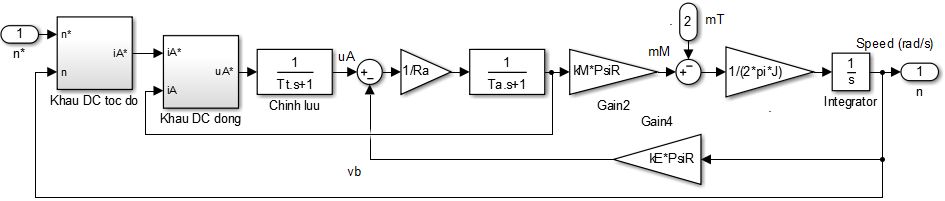 1
n*
n*
n
iA*
Khau DC toc do
iA*
iA
uA*
Khau DC dong
1
Tt.s+1
Chinh luu
uA
+
−
1/Ra
1
Ta.s+1
kM*PsiR
Gain2
mM
2
mT
−
+
Gain4
1/(2*pi*J)
1
s
Integrator
Speed (rad/s)
1
n
kE*PsiR
vb